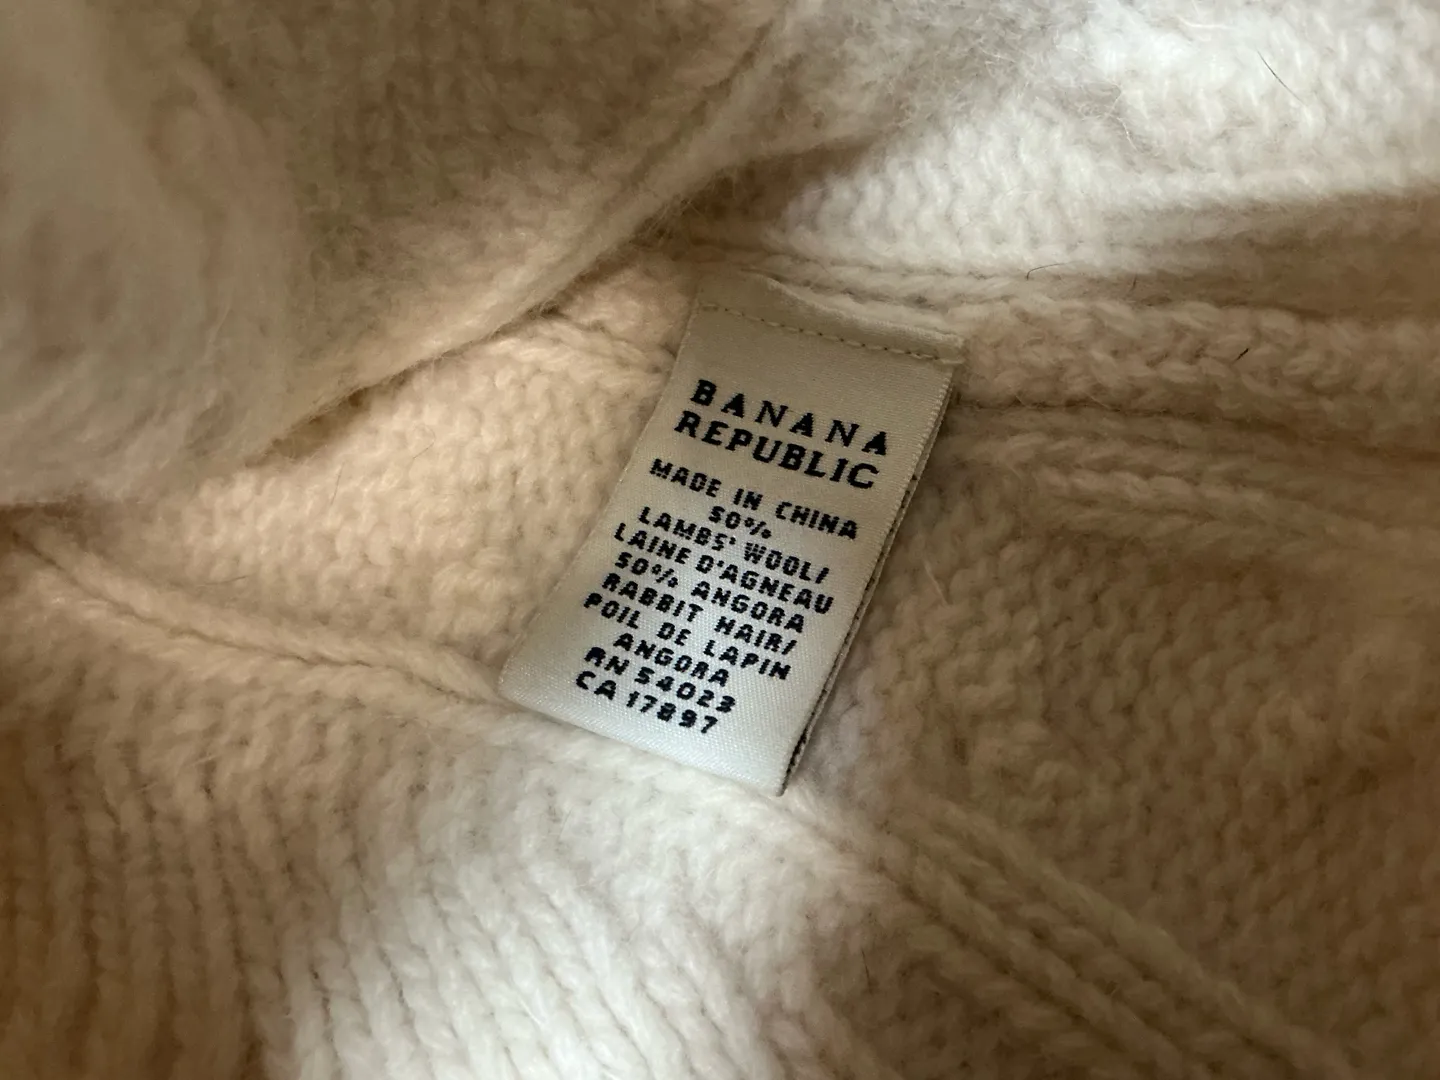 BANANA
REPUBLIC
MADE IN CHINA
50%
LAMBS' WOOL/
LAINE D'AGNEAU
50% ANGORA
RABBIT HAIR/
POIL DE LAPIN
ANGORA
RN 54023
CA 17897